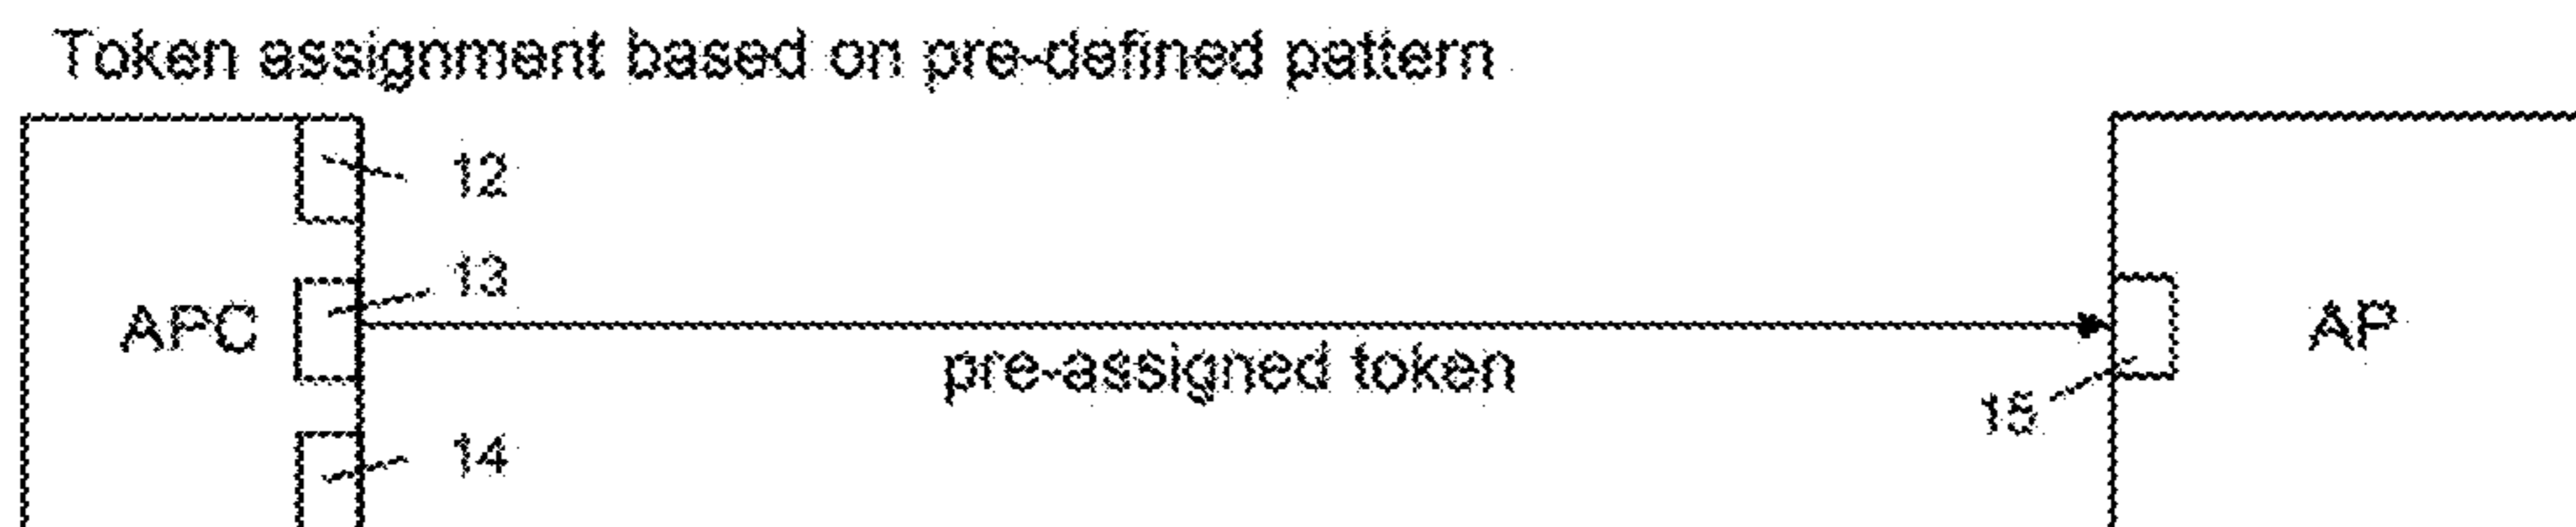 Token assignment based on pre-defined pattern
12
13
APC
AP
pre-assigned token
15
14